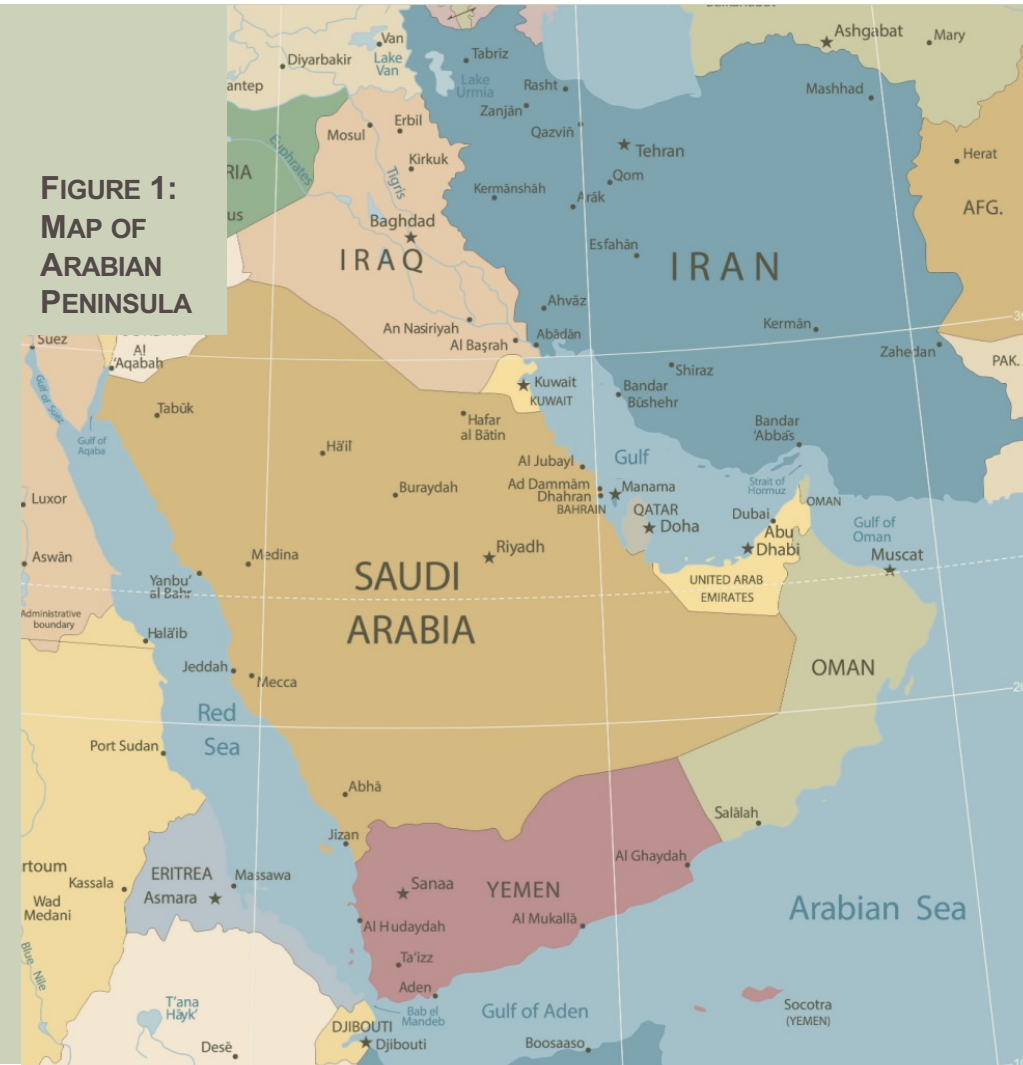 FIGURE 1:
MAP OF
ARABIAN
PENINSULA
Ashgabat
Mary
Van
Diyarbakir
Lake
Van
Tabriz
antep
Lake
Urmia
Rasht
Mashhad
Zanjān
Qazviñ
Erbil
Mosul
Tehran
Euphrates
Kirkuk
Herat
RIA
Tigris
Qom
Kermānshāh
Arāk
AFG.
us
Baghdad
Esfahān
IRAQ
IRAN
Ahvāz
An Nasiriyah
Kermān
30
Suez
Al Başrah
Abādān
Zahedan
Al
'Aqabah
PAK.
Shiraz
Gulf of Suez
Kuwait
KUWAIT
Bandar
Būshehr
Tabūk
Hafar
al Bātin
Bandar
'Abbās
Gulf of
Aqaba
Hā'il
Al Jubayl
Gulf
Strait of
Hormuz
Luxor
Buraydah
Ad Dammām
Dhahran
BAHRAIN
Manama
QATAR
Doha
OMAN
Dubai
Abu
Dhabi
Gulf of
Oman
Muscat
Aswān
Medina
Riyadh
Yanbu'
al Bahr
SAUDI
ARABIA
UNITED ARAB
EMIRATES
Administrative
boundary
Halā'ib
Jeddah
Mecca
OMAN
20
Red
Sea
Port Sudan
Abhā
Salālah
Jizan
Al Ghaydah
rtoum
ERITREA
Massawa
Kassala
Asmara
Sanaa
YEMEN
Wad
Medani
Al Mukallā
Arabian Sea
Al Hudaydah
Blue Nile
Ta'izz
Aden
T'ana
Hāyk'
Bab el
Mandeb
Gulf of Aden
Socotra
(YEMEN)
DJIBOUTI
Djibouti
Desē
Boosaaso